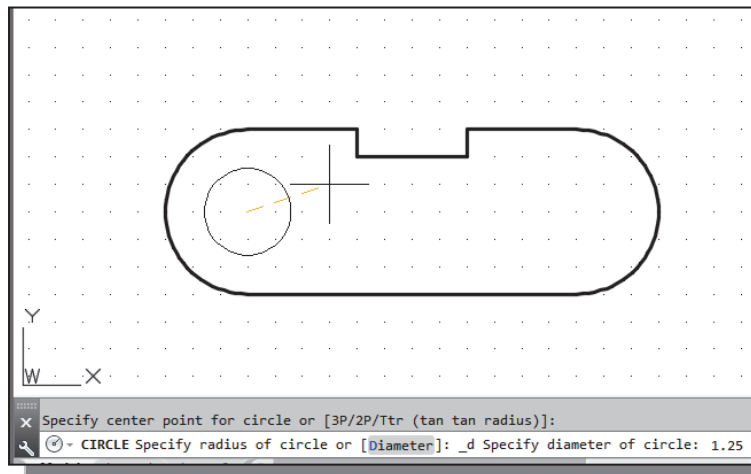 Y
W X
Specify center point for circle or [3P/2P/Ttr (tan tan radius)]:
CIRCLE Specify radius of circle or [Diameter]: _d Specify diameter of circle: 1.25